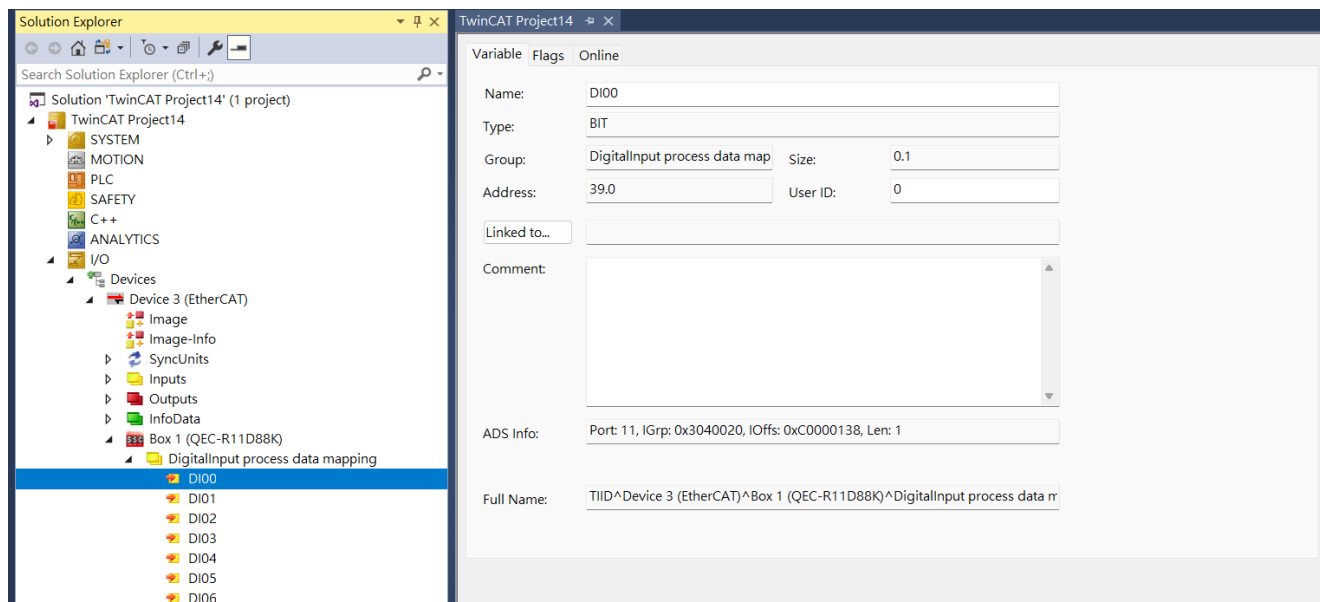 Solution Explorer
Search Solution Explorer (Ctrl+;)
Solution 'TwinCAT Project14' (1 project)
TwinCAT Project14
SYSTEM
MOTION
PLC
SAFETY
C++
ANALYTICS
I/O
Devices
Device 3 (EtherCAT)
Image
Image-Info
SyncUnits
Inputs
Outputs
InfoData
Box 1 (QEC-R11D88K)
DigitalInput process data mapping
DI00
DI01
DI02
DI03
DI04
DI05
DI06
TwinCAT Project14
Variable Flags Online
Name: DI00
Type: BIT
Group: DigitalInput process data map Size: 0.1
Address: 39.0 User ID: 0
Linked to...
Comment:
ADS Info: Port: 11, IGrp: 0x3040020, IOffs: 0xC0000138, Len: 1
Full Name: TIID^Device 3 (EtherCAT)^Box 1 (QEC-R11D88K)^DigitalInput process data m